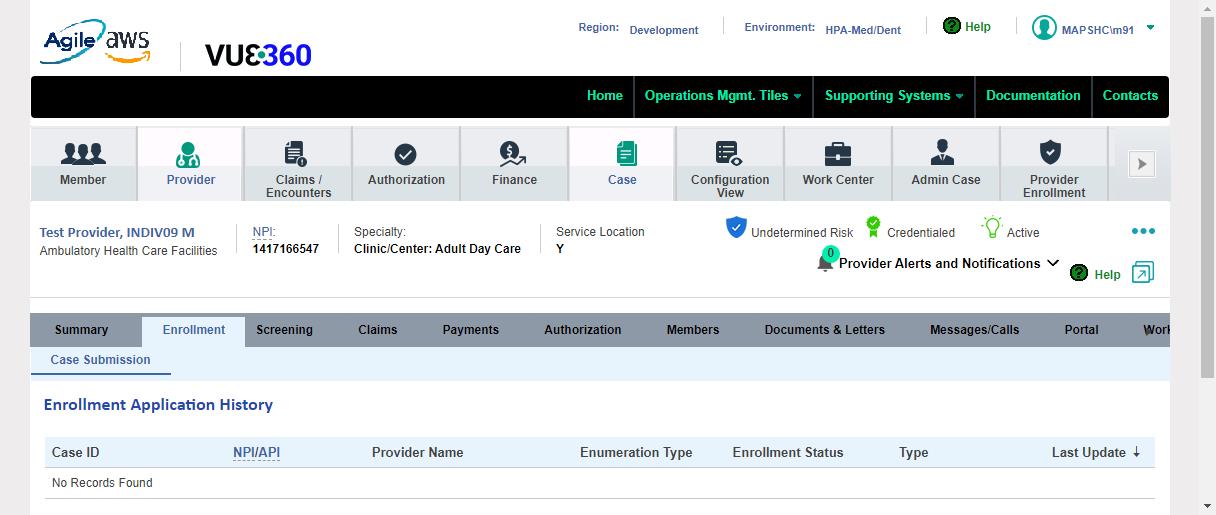 Agile aws
VUE360
Region: Development
Environment: HPA-Med/Dent
? Help
MAPSHC\m91
Home
Operations Mgmt. Tiles
Supporting Systems
Documentation
Contacts
Member
Provider
Claims /
Encounters
Authorization
Finance
Case
Configuration
View
Work Center
Admin Case
Provider
Enrollment
Test Provider, INDIV09 M
Ambulatory Health Care Facilities
NPI:
1417166547
Specialty:
Clinic/Center: Adult Day Care
Service Location
Y
Undetermined Risk
Credentialed
Active
0
Provider Alerts and Notifications
? Help
Summary
Enrollment
Screening
Claims
Payments
Authorization
Members
Documents & Letters
Messages/Calls
Portal
Work
Case Submission
Enrollment Application History
Case ID NPI/API Provider Name Enumeration Type Enrollment Status Type Last Update ↓
No Records Found